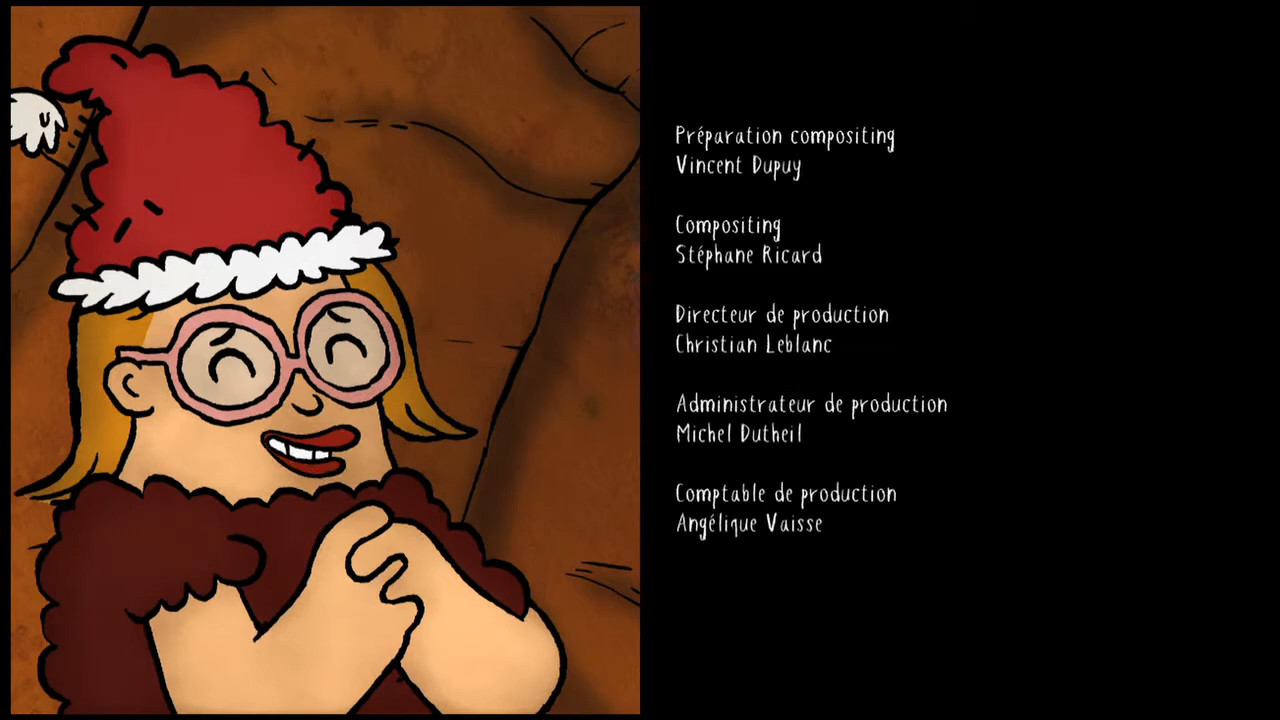 Préparation compositing
Vincent Dupuy
Compositing
Stéphane Ricard
Directeur de production
Christian Leblanc
Administrateur de production
Michel Dutheil
Comptable de production
Angélique Vaisse